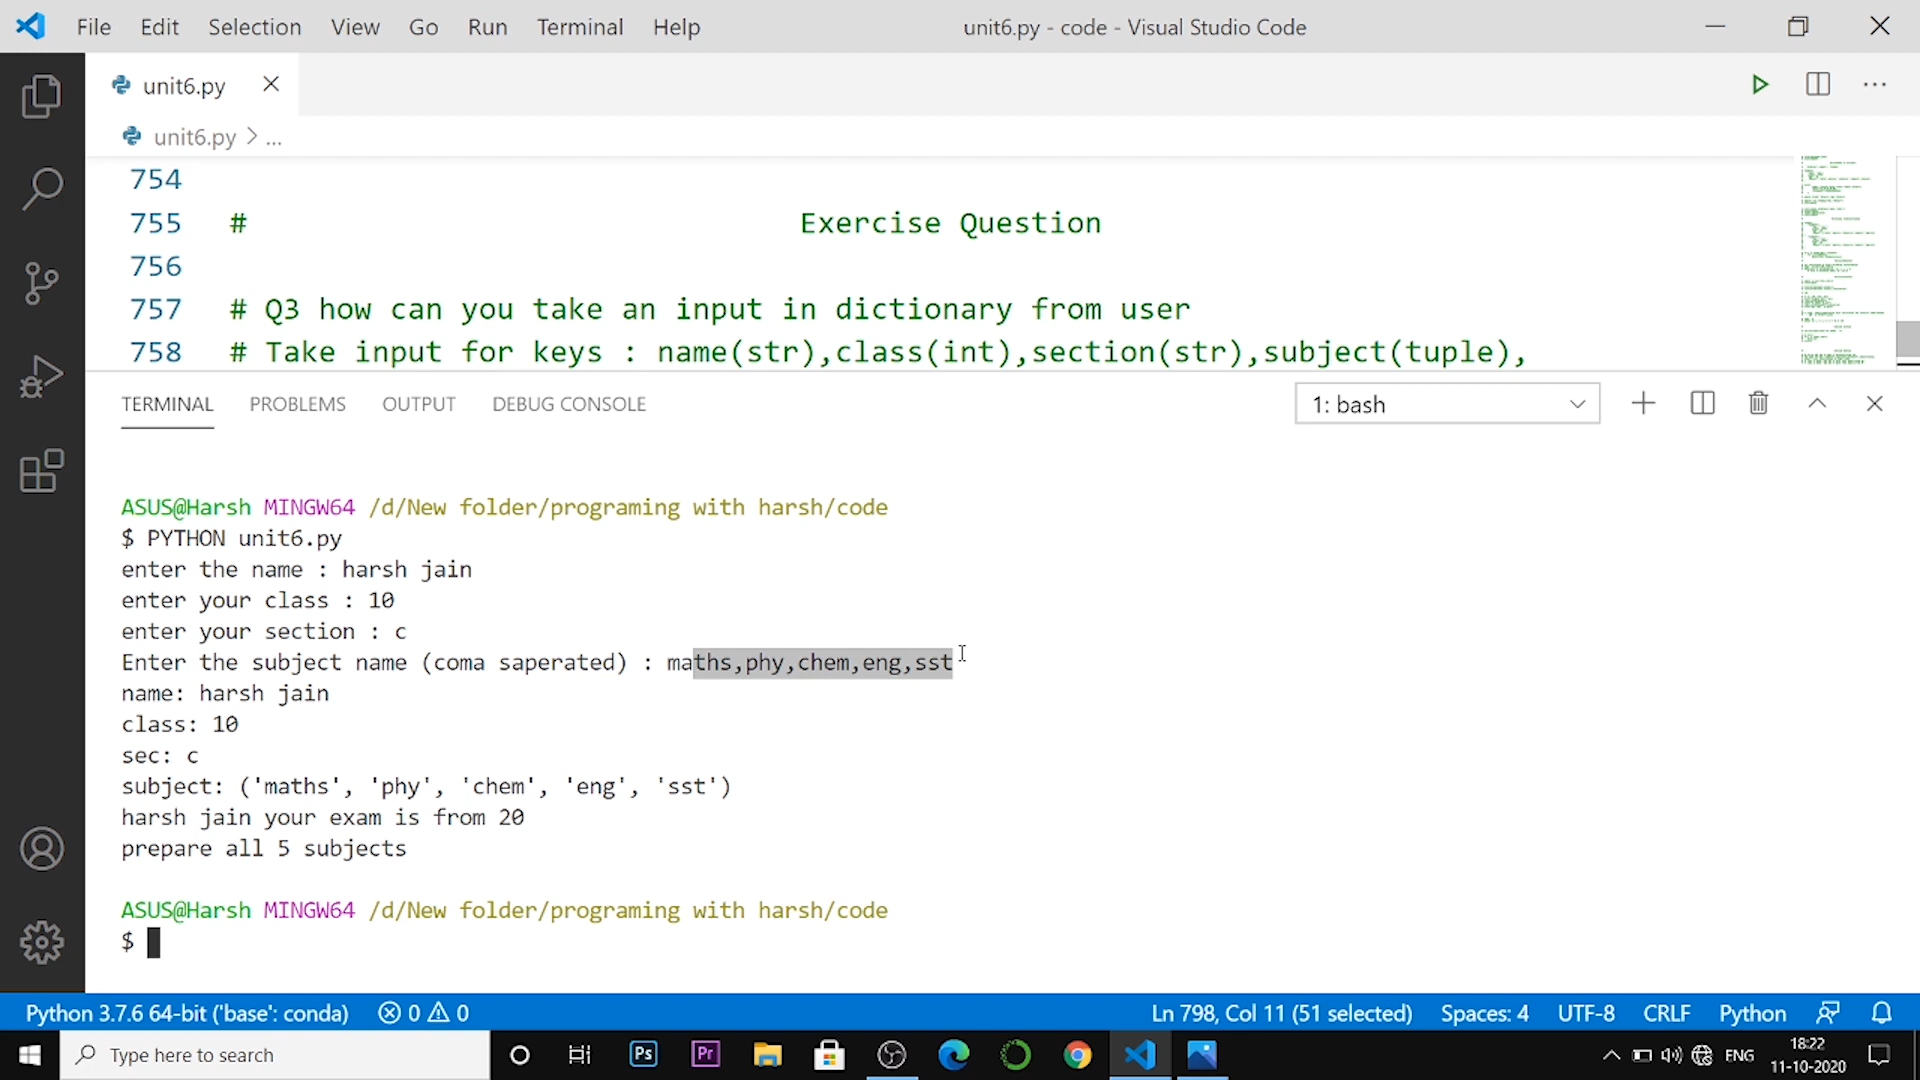 File Edit Selection View Go Run Terminal Help unit6.py - code - Visual Studio Code
unit6.py
unit6.py > ...
754
755 # Exercise Question
756
757 # Q3 how can you take an input in dictionary from user
758 # Take input for keys : name(str),class(int),section(str),subject(tuple),
TERMINAL PROBLEMS OUTPUT DEBUG CONSOLE 1: bash
ASUS@Harsh MINGW64 /d/New folder/programing with harsh/code
$ PYTHON unit6.py
enter the name : harsh jain
enter your class : 10
enter your section : c
Enter the subject name (coma saperated) : maths,phy,chem,eng,sst
name: harsh jain
class: 10
sec: c
subject: ('maths', 'phy', 'chem', 'eng', 'sst')
harsh jain your exam is from 20
prepare all 5 subjects
ASUS@Harsh MINGW64 /d/New folder/programing with harsh/code
$
Python 3.7.6 64-bit ('base': conda) 0 0 Ln 798, Col 11 (51 selected) Spaces: 4 UTF-8 CRLF Python
Type here to search Ps Pr ENG 18:22
11-10-2020